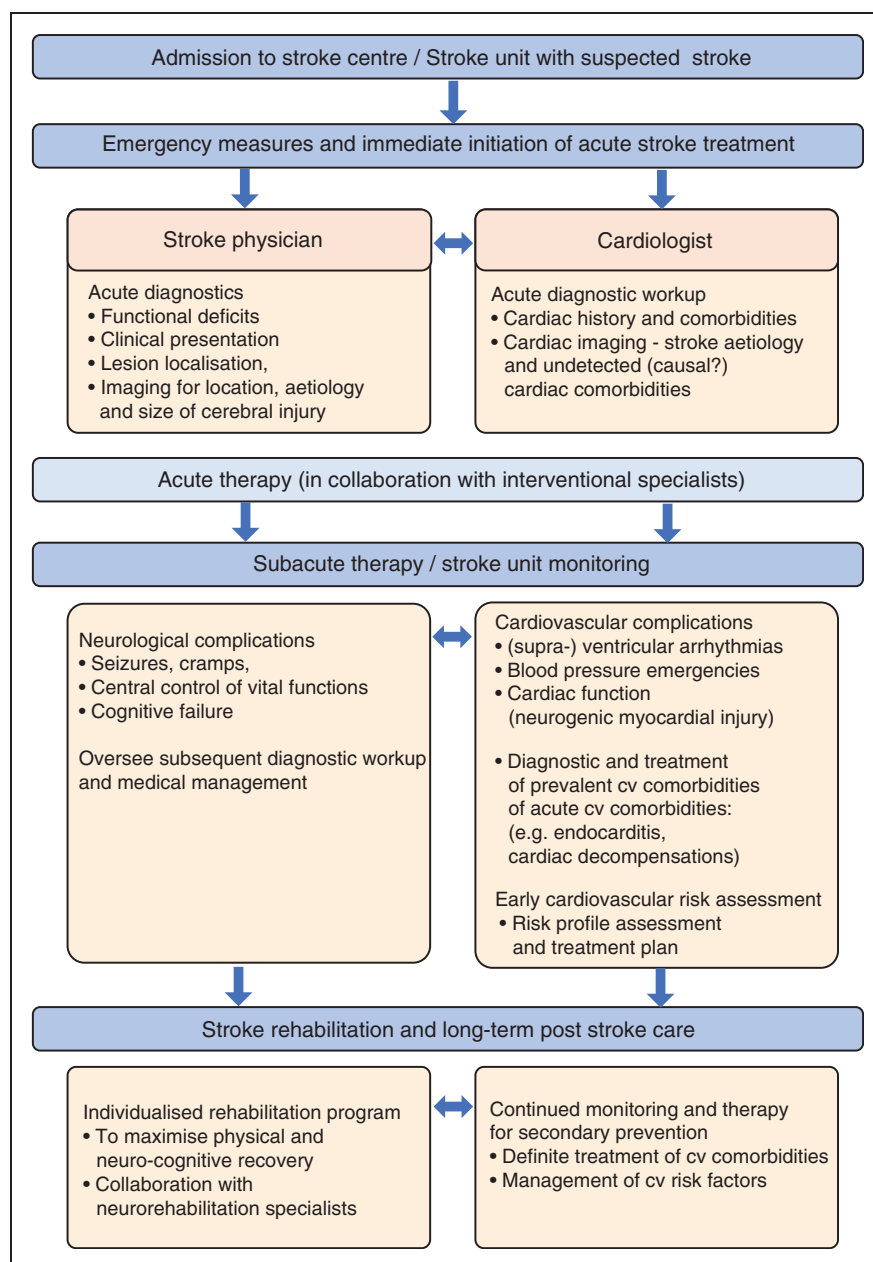 Admission to stroke centre / Stroke unit with suspected stroke
Emergency measures and immediate initiation of acute stroke treatment
Stroke physician
Acute diagnostics
• Functional deficits
• Clinical presentation
• Lesion localisation,
• Imaging for location, aetiology
and size of cerebral injury
Cardiologist
Acute diagnostic workup
• Cardiac history and comorbidities
• Cardiac imaging - stroke aetiology
and undetected (causal?)
cardiac comorbidities
Acute therapy (in collaboration with interventional specialists)
Subacute therapy / stroke unit monitoring
Neurological complications
• Seizures, cramps,
• Central control of vital functions
• Cognitive failure
Oversee subsequent diagnostic workup
and medical management
Cardiovascular complications
• (supra-) ventricular arrhythmias
• Blood pressure emergencies
• Cardiac function
(neurogenic myocardial injury)
• Diagnostic and treatment
of prevalent cv comorbidities
of acute cv comorbidities:
(e.g. endocarditis,
cardiac decompensations)
Early cardiovascular risk assessment
• Risk profile assessment
and treatment plan
Stroke rehabilitation and long-term post stroke care
Individualised rehabilitation program
• To maximise physical and
neuro-cognitive recovery
• Collaboration with
neurorehabilitation specialists
Continued monitoring and therapy
for secondary prevention
• Definite treatment of cv comorbidities
• Management of cv risk factors